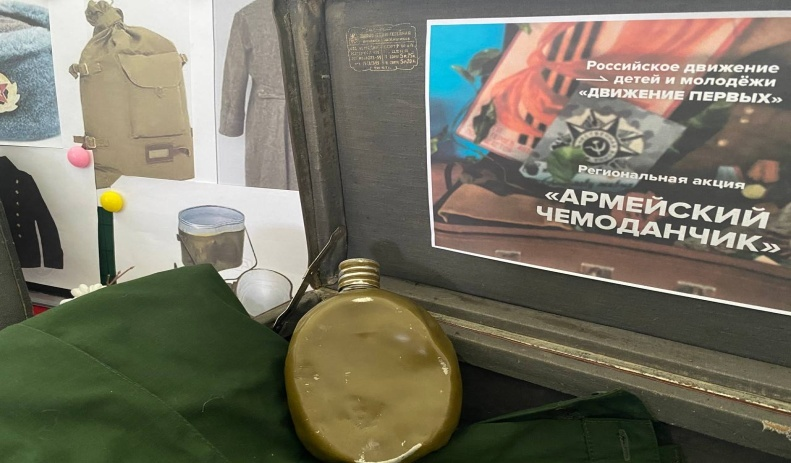 Российское движение
детей и молодёжи
«ДВИЖЕНИЕ ПЕРВЫХ»
Региональная акция
«АРМЕЙСКИЙ
ЧЕМОДАНЧИК»